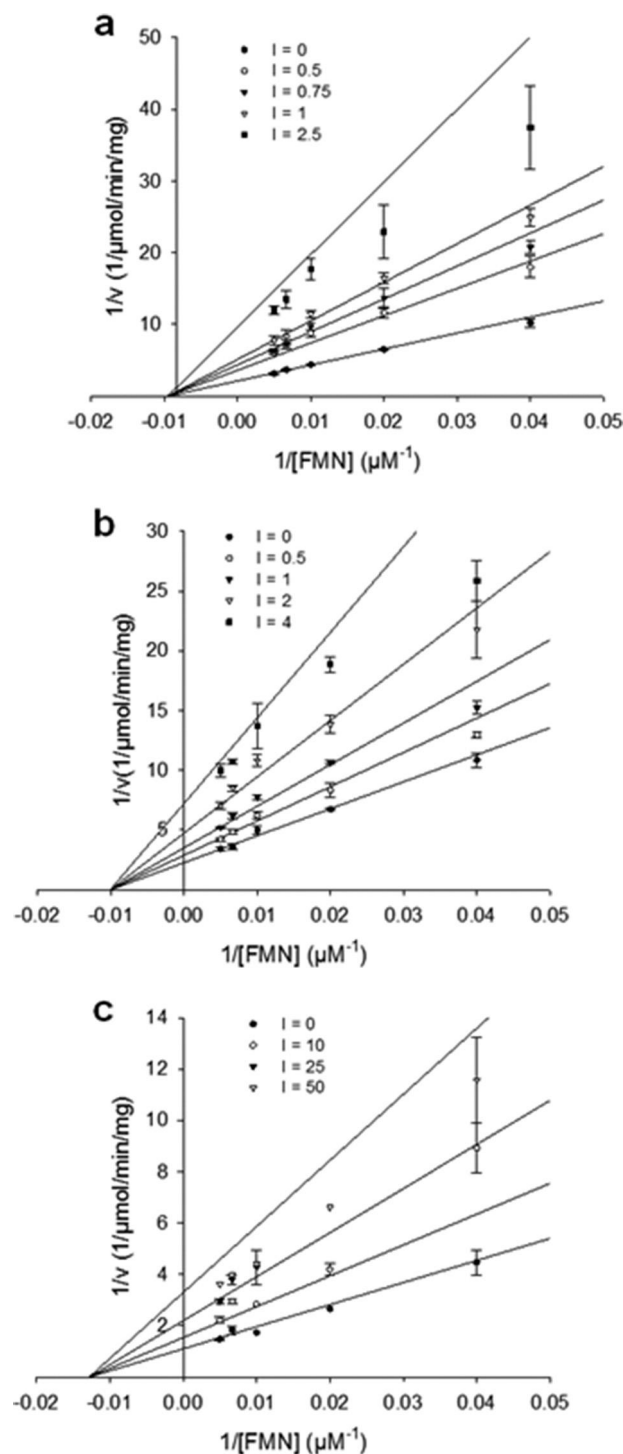 a
50
40
30
20
10
1/v (1/µmol/min/mg)
I = 0
I = 0.5
I = 0.75
I = 1
I = 2.5
-0.02 -0.01 0.00 0.01 0.02 0.03 0.04 0.05
1/[FMN] (µM⁻¹)
b
30
25
20
15
10
5
1/v(1/µmol/min/mg)
I = 0
I = 0.5
I = 1
I = 2
I = 4
-0.02 -0.01 0.00 0.01 0.02 0.03 0.04 0.05
1/[FMN] (µM⁻¹)
c
14
12
10
8
6
4
2
1/v (1/µmol/min/mg)
I = 0
I = 10
I = 25
I = 50
-0.02 -0.01 0.00 0.01 0.02 0.03 0.04 0.05
1/[FMN] (µM⁻¹)